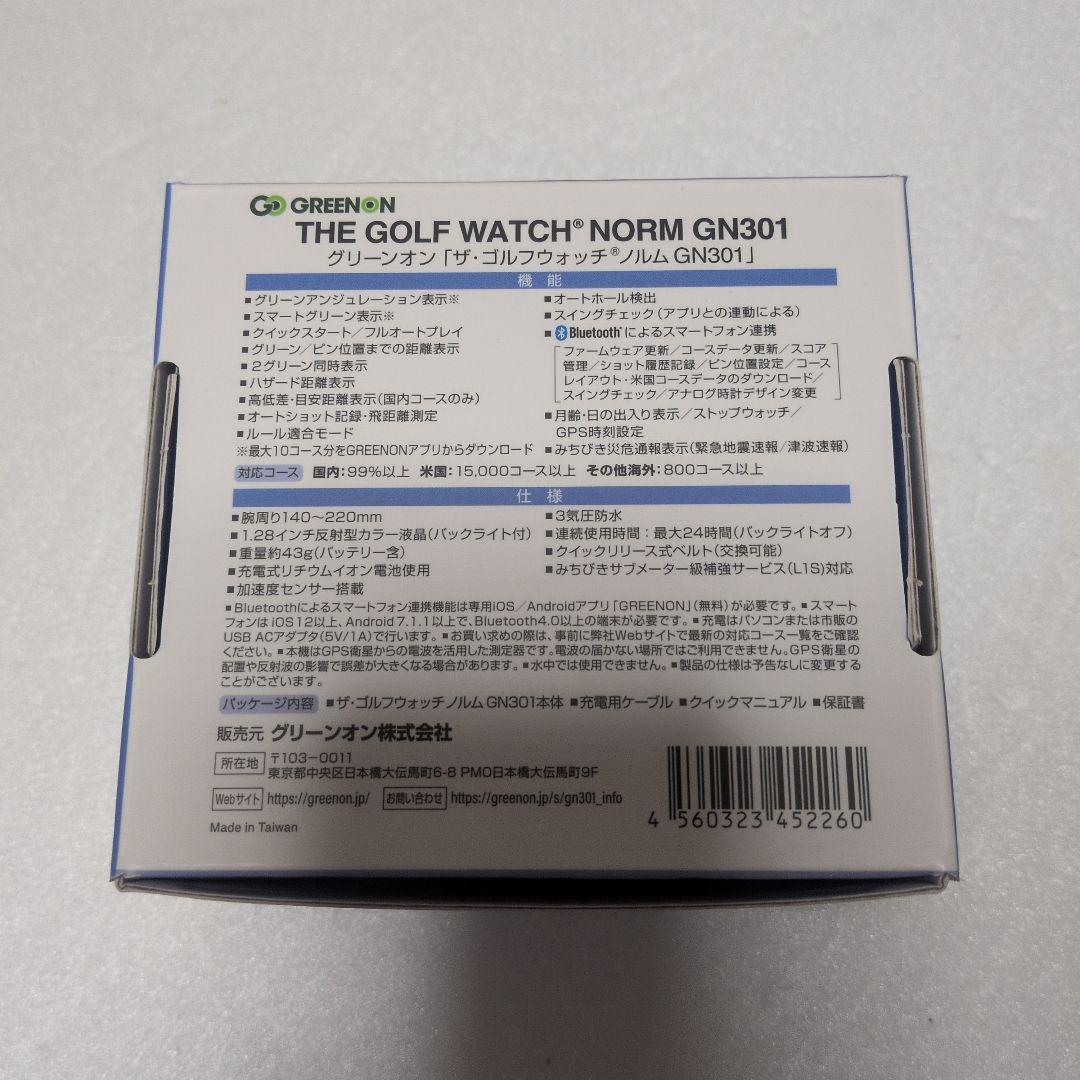 GREENON
THE GOLF WATCH® NORM GN301
グリーンオン「ザ・ゴルフウォッチ®ノルム GN301」
機能
■グリーンアンジュレーション表示※
■スマートグリーン表示※
■クイックスタート／フルオートプレイ
■グリーン／ピン位置までの距離表示
■2グリーン同時表示
■ハザード距離表示
■高低差・目安距離表示(国内コースのみ)
■オートショット記録・飛距離測定
■ルール適合モード
※最大10コース分をGREENONアプリからダウンロード
■オートホール検出
■スイングチェック(アプリとの連動による)
■Bluetooth®によるスマートフォン連携
ファームウェア更新／コースデータ更新／スコア
管理／ショット履歴記録／ピン位置設定／コース
レイアウト・米国コースデータのダウンロード／
スイングチェック／アナログ時計デザイン変更
■月齢・日の出入り表示／ストップウォッチ／
GPS時刻設定
■みちびき災危通報表示(緊急地震速報／津波速報)
対応コース 国内：99%以上 米国：15,000コース以上 その他海外：800コース以上
仕様
■腕周り140〜220mm
■1.28インチ反射型カラー液晶(バックライト付)
■重量約43g(バッテリー含)
■充電式リチウムイオン電池使用
■加速度センサー搭載
■3気圧防水
■連続使用時間：最大24時間(バックライトオフ)
■クイックリリース式ベルト(交換可能)
■みちびきサブメーター級補強サービス(L1S)対応
■Bluetoothによるスマートフォン連携機能は専用iOS／Androidアプリ「GREENON」(無料)が必要です。■スマート
フォンは iOS 12以上、Android 7.1.1以上で、Bluetooth4.0以上の端末が必要です。■充電はパソコンまたは市販の
USB ACアダプタ(5V/1A)で行います。■お買い求めの際は、事前に弊社Webサイトで最新の対応コース一覧をご確認
ください。■本機はGPS衛星からの電波を活用した測定器です。電波の届かない場所ではご利用できません。GPS衛星の
配置や反射波の影響で誤差が大きくなる場合があります。■水中では使用できません。■製品の仕様は予告なしに変更する
ことがございます。
パッケージ内容 ■ザ・ゴルフウォッチ ノルム GN301本体 ■充電用ケーブル ■クイックマニュアル ■保証書
販売元 グリーンオン株式会社
所在地 〒103-0011
東京都中央区日本橋大伝馬町6-8 PMO日本橋大伝馬町9F
Webサイト https://greenon.jp/ お問い合わせ https://greenon.jp/s/gn301_info
Made in Taiwan
4 560323 452260